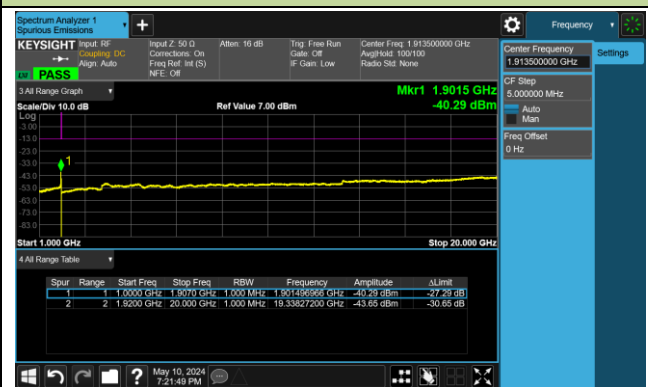 Spectrum Analyzer 1
Spurious Emissions
Frequency
KEYSIGHT
Input: RF
Coupling: DC
Align: Auto
Input Z: 50 Ω
Corrections: On
Freq Ref: Int (S)
NFE: Off
Atten: 16 dB
Trig: Free Run
Gate: Off
IF Gain: Low
Center Freq: 1.913500000 GHz
Avg|Hold: 100/100
Radio Std: None
PASS
Center Frequency
1.913500000 GHz
Settings
CF Step
5.000000 MHz
Auto
Man
Freq Offset
0 Hz
3 All Range Graph
Mkr1 1.9015 GHz
Scale/Div 10.0 dB
Ref Value 7.00 dBm
-40.29 dBm
Log
-3.00
-13.0
-23.0
-33.0
-43.0
-53.0
-63.0
-73.0
-83.0
1
Start 1.000 GHz
Stop 20.000 GHz
4 All Range Table
Spur Range Start Freq Stop Freq RBW Frequency Amplitude ΔLimit
1 1 1.0000 GHz 1.9070 GHz 1.000 MHz 1.901496966 GHz -40.29 dBm -27.29 dB
2 2 1.9200 GHz 20.000 GHz 1.000 MHz 19.33827200 GHz -43.65 dBm -30.65 dB
May 10, 2024
7:21:49 PM